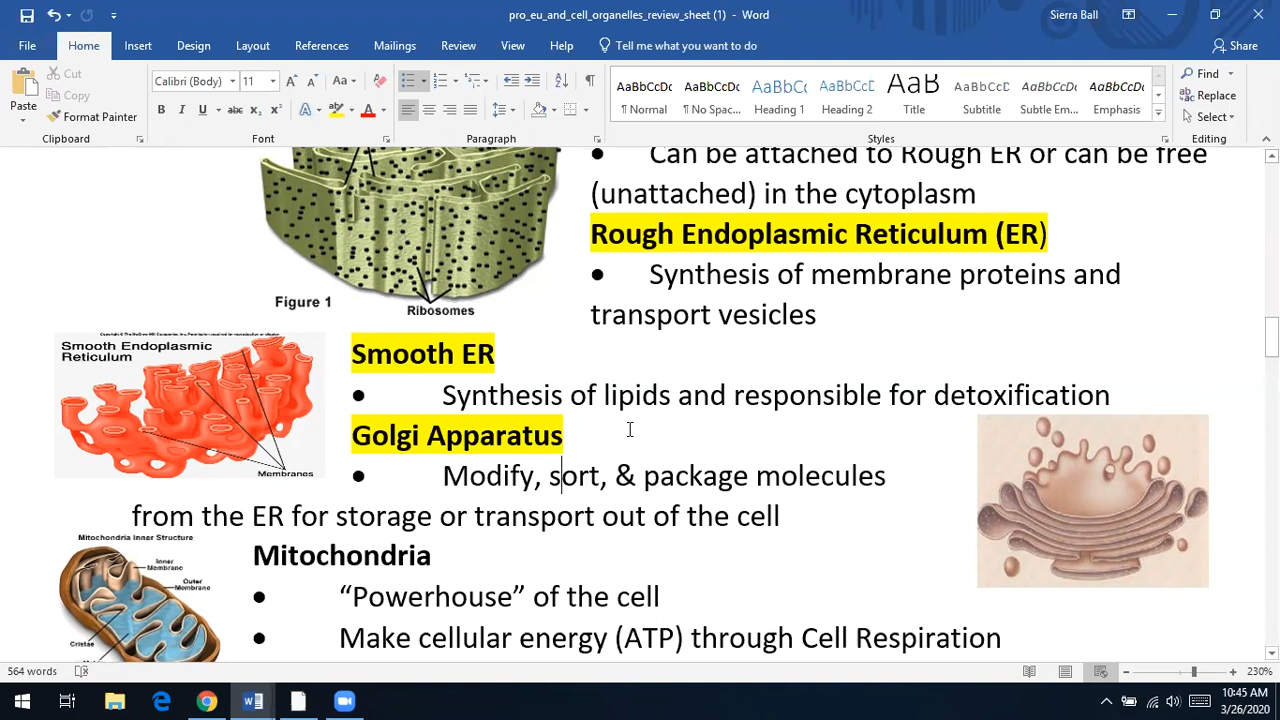 pro_eu_and_cell_organelles_review_sheet (1) - Word
Sierra Ball
File Home Insert Design Layout References Mailings Review View Help Tell me what you want to do Share
Paste
Cut
Copy
Format Painter
Calibri (Body) 11
Aa
B I U abc x₂ x² A A
AaBbCcDc AaBbCcDc AaBbC AaBbCcE AaB AaBbCcD AaBbCcDt AaBbCcDt
¶ Normal ¶ No Spac... Heading 1 Heading 2 Title Subtitle Subtle Em... Emphasis
Find
Replace
Select
Clipboard Font Paragraph Styles Editing
• Can be attached to Rough ER or can be free
(unattached) in the cytoplasm
Rough Endoplasmic Reticulum (ER)
• Synthesis of membrane proteins and
transport vesicles
Figure 1
Ribosomes
Smooth Endoplasmic
Reticulum
Membranes
Smooth ER
• Synthesis of lipids and responsible for detoxification
Golgi Apparatus
• Modify, sort, & package molecules
from the ER for storage or transport out of the cell
Mitochondria Inner Structure
Inner
Membrane
Outer
Membrane
Cristae
Mitochondria
• “Powerhouse” of the cell
• Make cellular energy (ATP) through Cell Respiration
564 words
230%
10:45 AM
3/26/2020